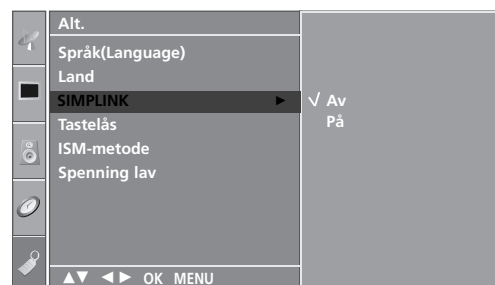 Alt.
Språk(Language)
Land
SIMPLINK ►
√ Av
På
Tastelås
ISM-metode
Spenning lav
▲▼ ◄► OK MENU